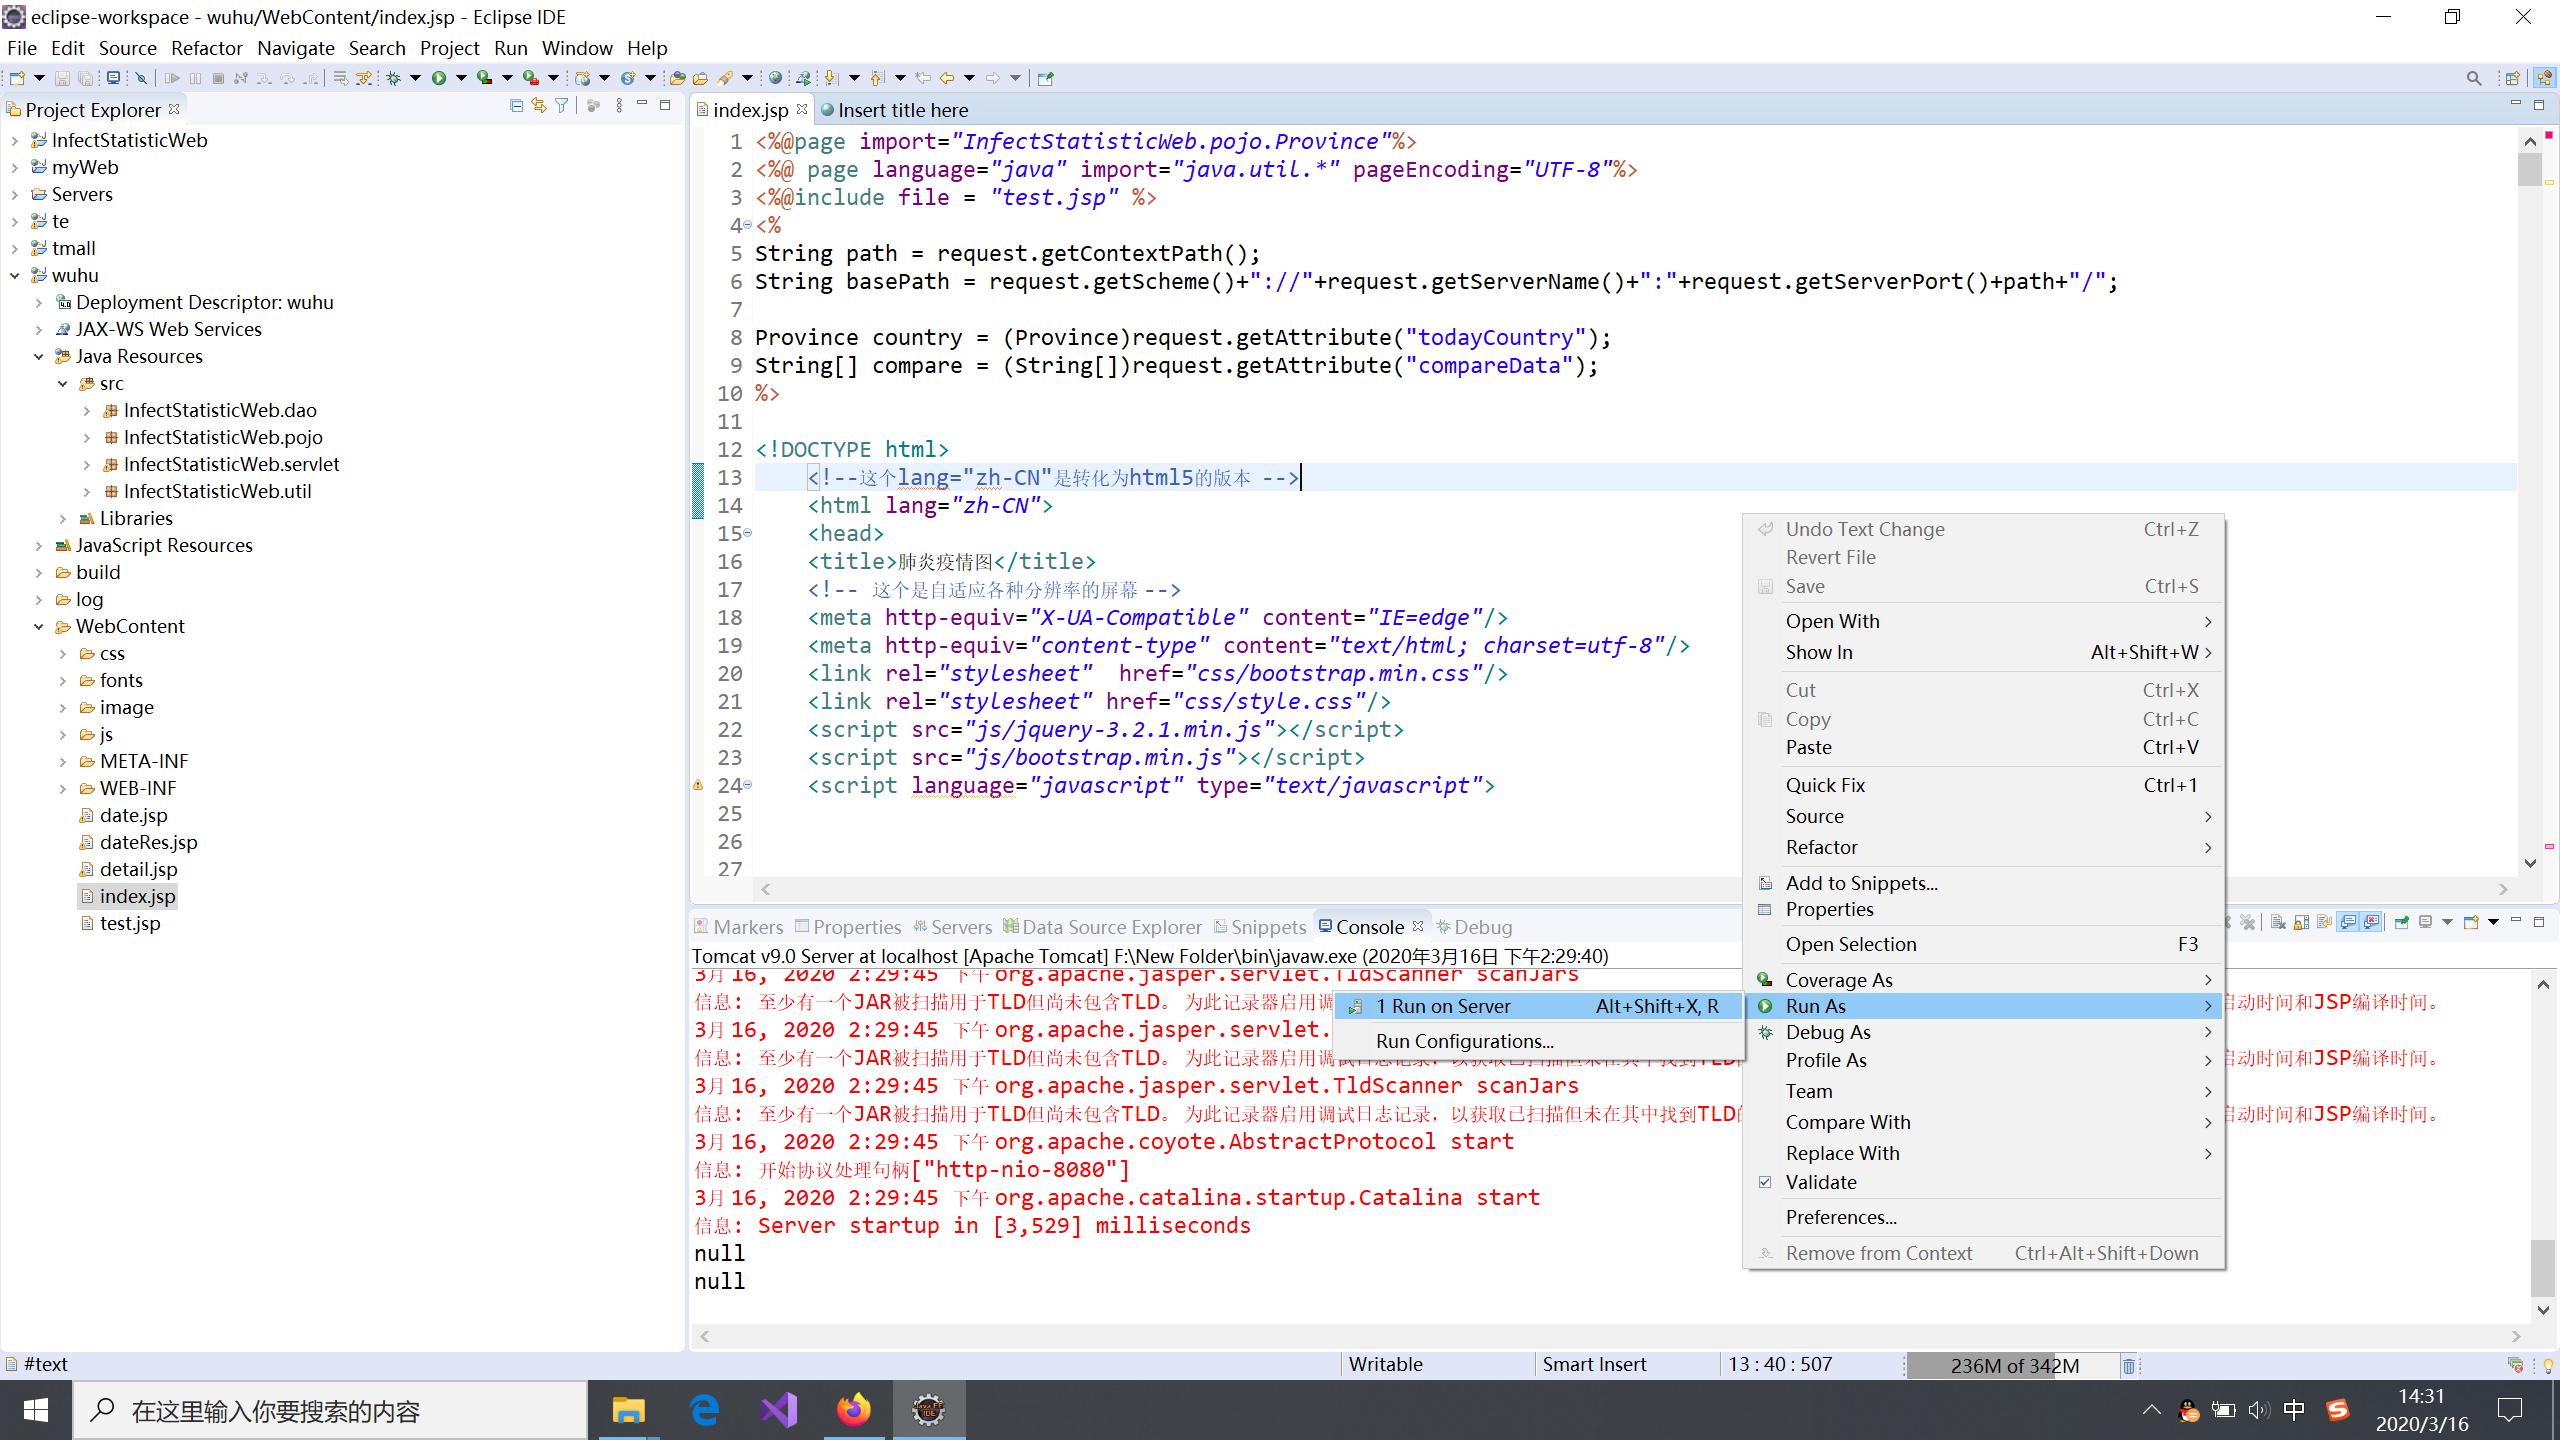 eclipse-workspace - wuhu/WebContent/index.jsp - Eclipse IDE
File Edit Source Refactor Navigate Search Project Run Window Help
Project Explorer
InfectStatisticWeb
myWeb
Servers
te
tmall
wuhu
Deployment Descriptor: wuhu
JAX-WS Web Services
Java Resources
src
InfectStatisticWeb.dao
InfectStatisticWeb.pojo
InfectStatisticWeb.servlet
InfectStatisticWeb.util
Libraries
JavaScript Resources
build
log
WebContent
css
fonts
image
js
META-INF
WEB-INF
date.jsp
dateRes.jsp
detail.jsp
index.jsp
test.jsp
index.jsp Insert title here
1 <%@page import="InfectStatisticWeb.pojo.Province"%>
2 <%@ page language="java" import="java.util.*" pageEncoding="UTF-8"%>
3 <%@include file = "test.jsp" %>
4 <%
5 String path = request.getContextPath();
6 String basePath = request.getScheme()+"://"+request.getServerName()+":"+request.getServerPort()+path+"/";
7
8 Province country = (Province)request.getAttribute("todayCountry");
9 String[] compare = (String[])request.getAttribute("compareData");
10 %>
11
12 <!DOCTYPE html>
13 <!--这个lang="zh-CN"是转化为html5的版本 -->
14 <html lang="zh-CN">
15 <head>
16 <title>肺炎疫情图</title>
17 <!-- 这个是自适应各种分辨率的屏幕 -->
18 <meta http-equiv="X-UA-Compatible" content="IE=edge"/>
19 <meta http-equiv="content-type" content="text/html; charset=utf-8"/>
20 <link rel="stylesheet"  href="css/bootstrap.min.css"/>
21 <link rel="stylesheet" href="css/style.css"/>
22 <script src="js/jquery-3.2.1.min.js"></script>
23 <script src="js/bootstrap.min.js"></script>
24 <script language="javascript" type="text/javascript">
25
26
27
Undo Text Change Ctrl+Z
Revert File
Save Ctrl+S
Open With
Show In Alt+Shift+W
Cut Ctrl+X
Copy Ctrl+C
Paste Ctrl+V
Quick Fix Ctrl+1
Source
Refactor
Add to Snippets...
Properties
Open Selection F3
Coverage As
Run As
Debug As
Profile As
Team
Compare With
Replace With
Validate
Preferences...
Remove from Context Ctrl+Alt+Shift+Down
1 Run on Server Alt+Shift+X, R
Run Configurations...
Markers Properties Servers Data Source Explorer Snippets Console Debug
Tomcat v9.0 Server at localhost [Apache Tomcat] F:\New Folder\bin\javaw.exe (2020年3月16日 下午2:29:40)
3月 16, 2020 2:29:45 下午 org.apache.jasper.servlet.TldScanner scanJars
信息: 至少有一个JAR被扫描用于TLD但尚未包含TLD。 为此记录器启用调 启动时间和JSP编译时间。
3月 16, 2020 2:29:45 下午 org.apache.jasper.servlet.
信息: 至少有一个JAR被扫描用于TLD但尚未包含TLD。 为此记录器启用调试日志记录，以获取已扫描但未在其中找到TLD 启动时间和JSP编译时间。
3月 16, 2020 2:29:45 下午 org.apache.jasper.servlet.TldScanner scanJars
信息: 至少有一个JAR被扫描用于TLD但尚未包含TLD。 为此记录器启用调试日志记录，以获取已扫描但未在其中找到TLD 启动时间和JSP编译时间。
3月 16, 2020 2:29:45 下午 org.apache.coyote.AbstractProtocol start
信息: 开始协议处理句柄["http-nio-8080"]
3月 16, 2020 2:29:45 下午 org.apache.catalina.startup.Catalina start
信息: Server startup in [3,529] milliseconds
null
null
#text Writable Smart Insert 13 : 40 : 507 236M of 342M
在这里输入你要搜索的内容
中
14:31
2020/3/16